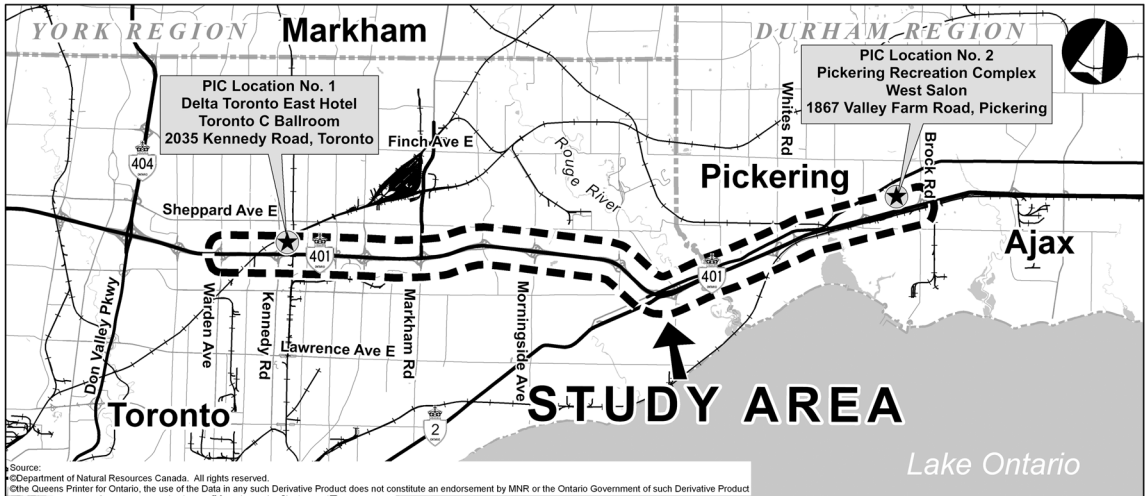 YORK REGION
Markham
DURHAM REGION
PIC Location No. 1
Delta Toronto East Hotel
Toronto C Ballroom
2035 Kennedy Road, Toronto
PIC Location No. 2
Pickering Recreation Complex
West Salon
1867 Valley Farm Road, Pickering
404
Finch Ave E
Rouge River
Whites Rd
Brock Rd
Pickering
Sheppard Ave E
401
401
Ajax
Don Valley Pkwy
Warden Ave
Kennedy Rd
Markham Rd
Morningside Ave
Lawrence Ave E
STUDY AREA
Toronto
2
Lake Ontario
Source:
©Department of Natural Resources Canada. All rights reserved.
©the Queens Printer for Ontario, the use of the Data in any such Derivative Product does not constitute an endorsement by MNR or the Ontario Government of such Derivative Product